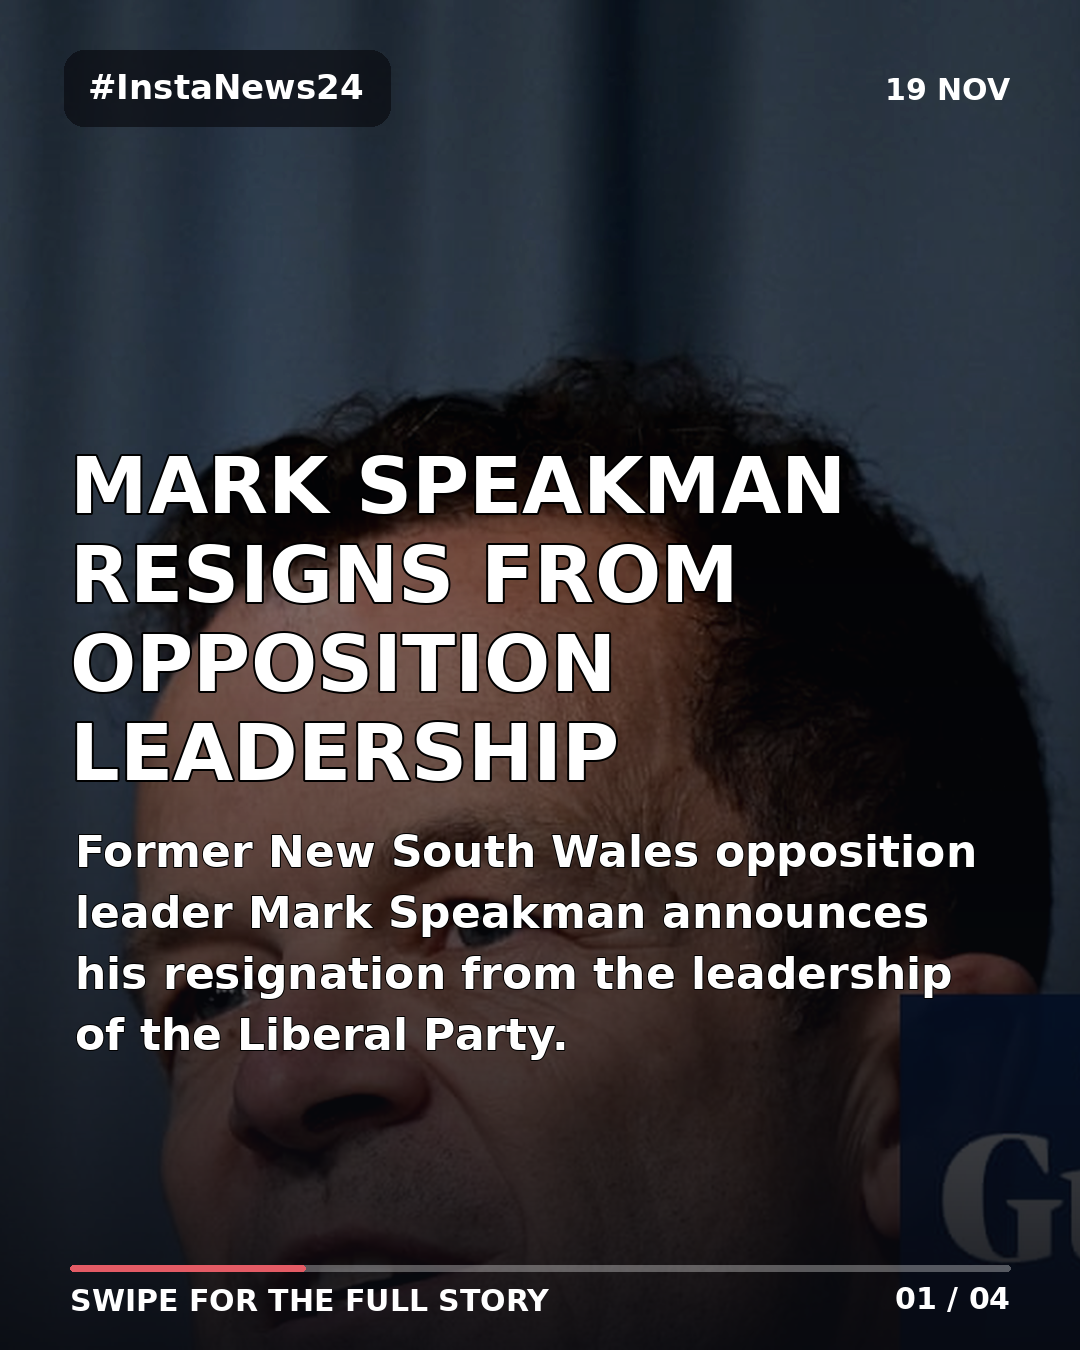 #InstaNews24
19 NOV
MARK SPEAKMAN
RESIGNS FROM
OPPOSITION
LEADERSHIP
Former New South Wales opposition
leader Mark Speakman announces
his resignation from the leadership
of the Liberal Party.
SWIPE FOR THE FULL STORY
01 / 04